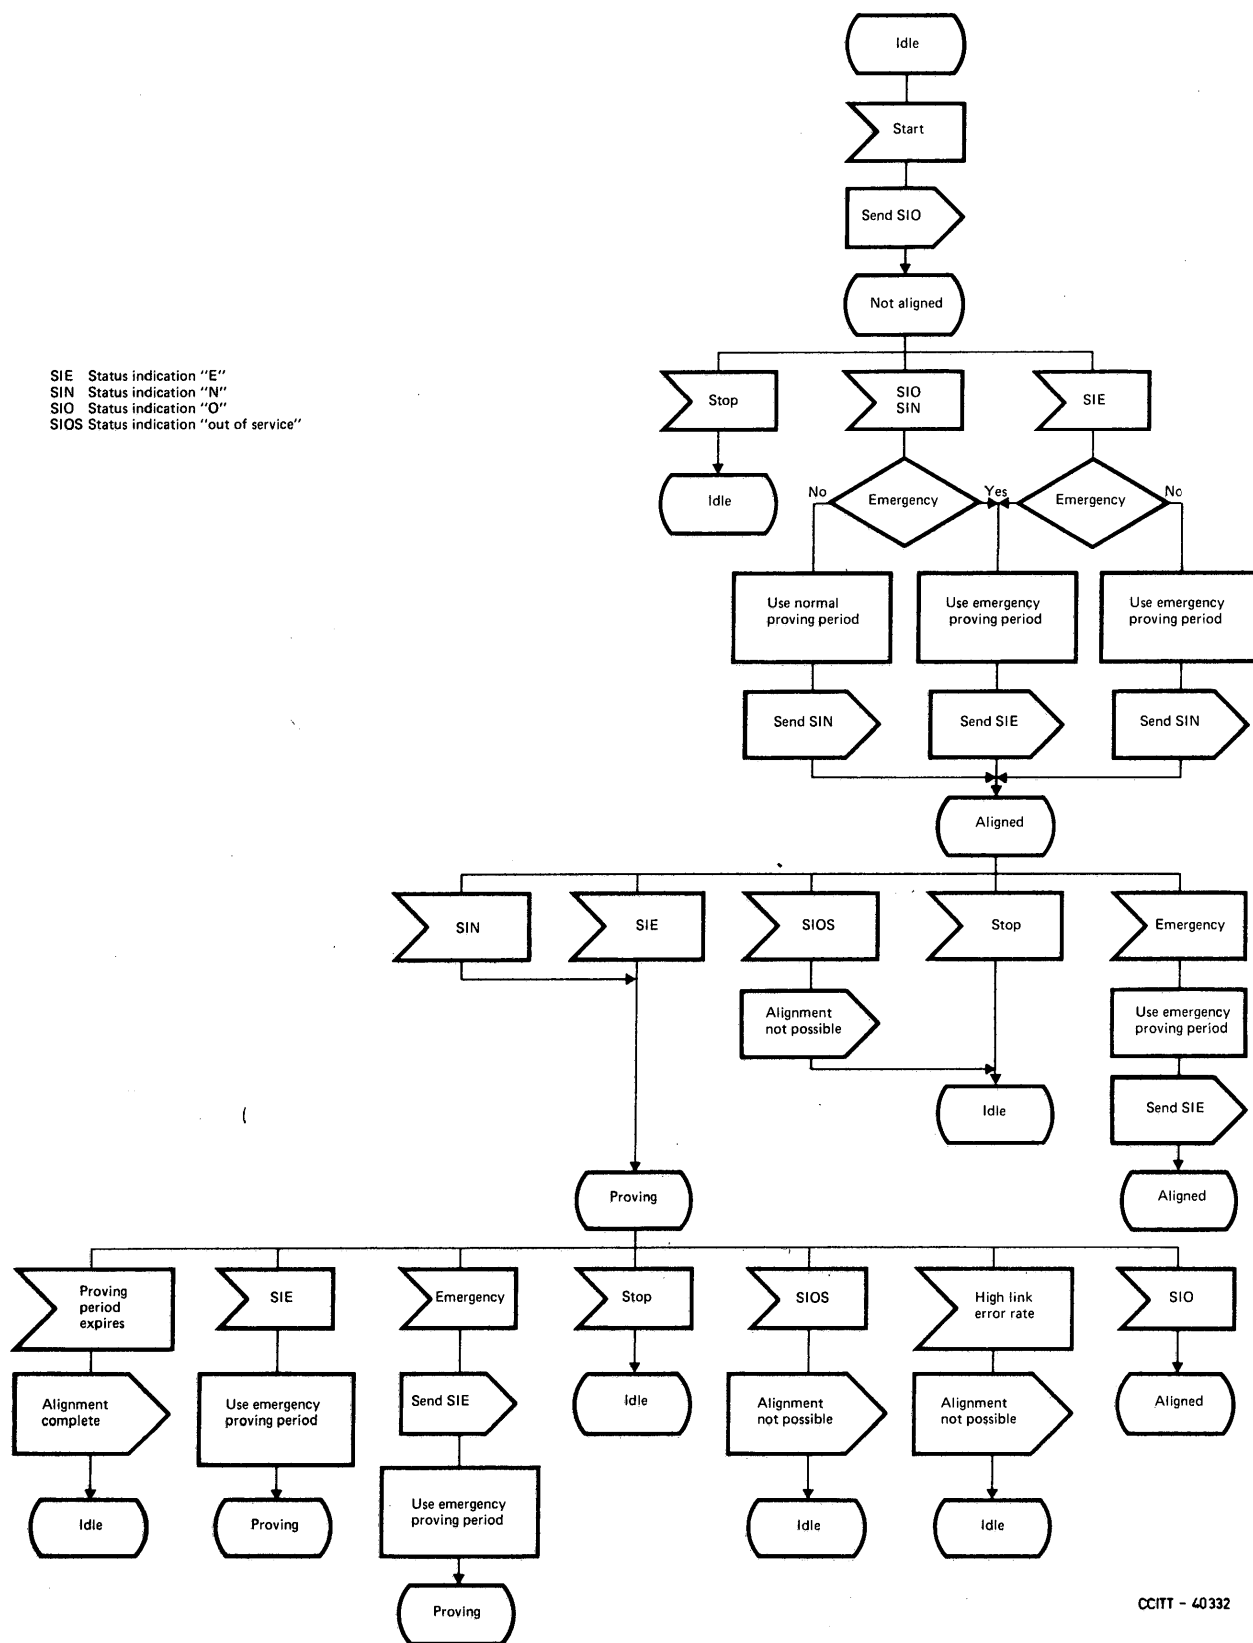 Idle
Start
Send SIO
Not aligned
SIE Status indication "E"
SIN Status indication "N"
SIO Status indication "O"
SIOS Status indication "out of service"
Stop
SIO
SIN
SIE
Idle
No
Emergency
Yes
Emergency
No
Use normal
proving period
Use emergency
proving period
Use emergency
proving period
Send SIN
Send SIE
Send SIN
Aligned
SIN
SIE
SIOS
Stop
Emergency
Alignment
not possible
Use emergency
proving period
Idle
Send SIE
Proving
Aligned
Proving
period
expires
SIE
Emergency
Stop
SIOS
High link
error rate
SIO
Alignment
complete
Use emergency
proving period
Send SIE
Idle
Alignment
not possible
Alignment
not possible
Aligned
Idle
Proving
Use emergency
proving period
Idle
Idle
Proving
CCITT - 40332